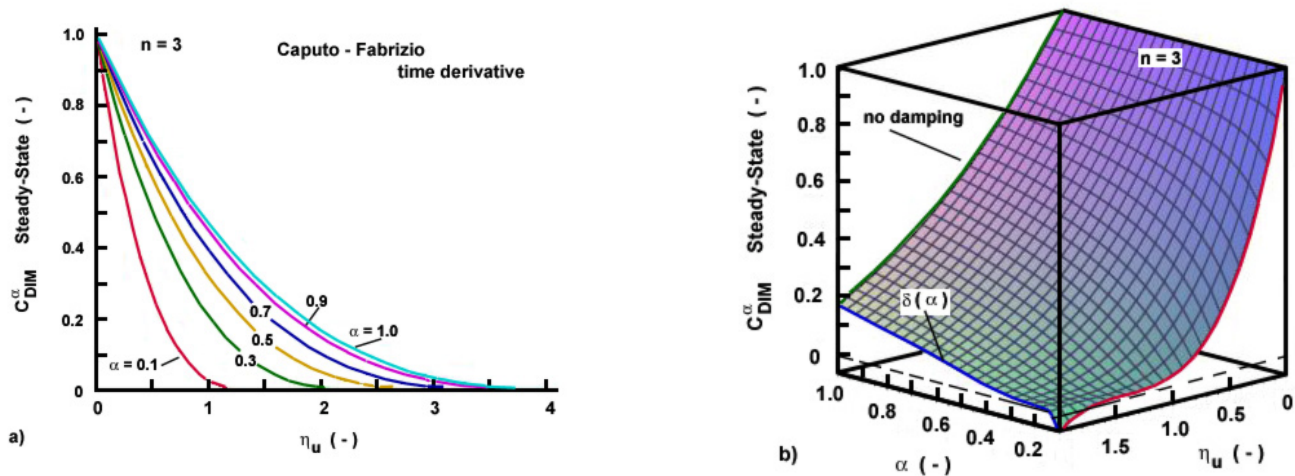 n = 3
Caputo - Fabrizio
time derivative
C^α_DIM Steady-State ( - )
1.0
0.8
0.6
0.4
0.2
0
α = 0.1
0.3
0.5
0.7
0.9
α = 1.0
0 1 2 3 4
η_u ( - )
a)
n = 3
no damping
δ ( α )
C^α_DIM Steady-State ( - )
1.0
0.8
0.6
0.4
0.2
0
1.0 0.8 0.6 0.4 0.2
α ( - )
1.5 1.0 0.5 0
η_u ( - )
b)